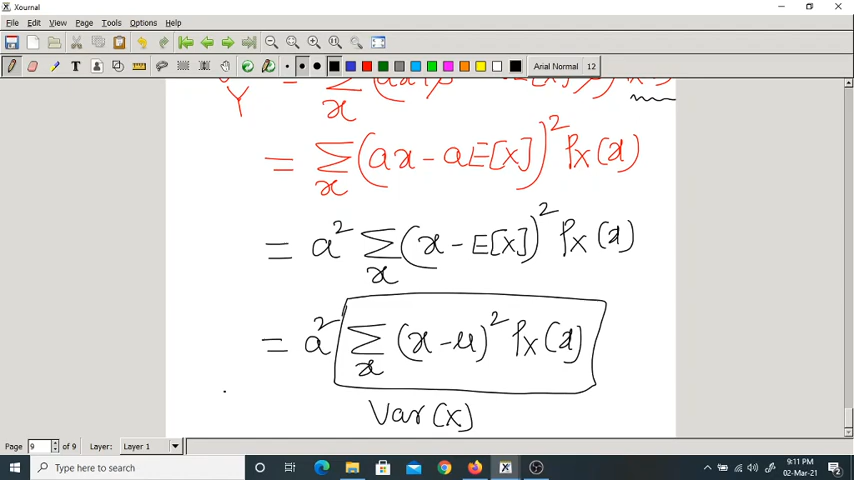 Xournal
File Edit View Page Tools Options Help
Arial Normal 12
Y = Σ x
= Σ x (ax - aE[x])² Px(x)
= a² Σ x (x - E[x])² Px(x)
= a² Σ x (x - μ)² Px(x)
Var(x)
Page 9 of 9 Layer: Layer 1
Type here to search
9:11 PM
02-Mar-21
2